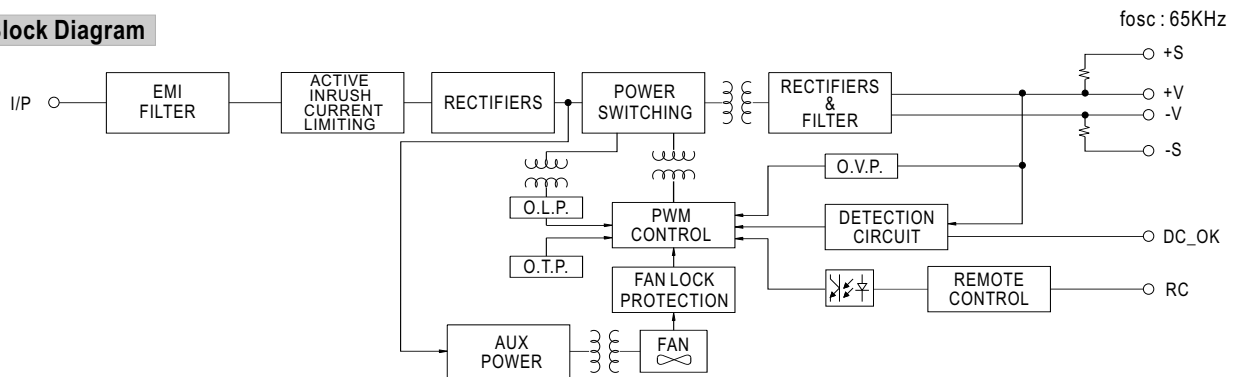 Block Diagram
fosc : 65KHz
I/P
EMI
FILTER
ACTIVE
INRUSH
CURRENT
LIMITING
RECTIFIERS
POWER
SWITCHING
RECTIFIERS
&
FILTER
+S
+V
-V
-S
O.L.P.
O.T.P.
PWM
CONTROL
O.V.P.
DETECTION
CIRCUIT
DC_OK
FAN LOCK
PROTECTION
REMOTE
CONTROL
RC
AUX
POWER
FAN